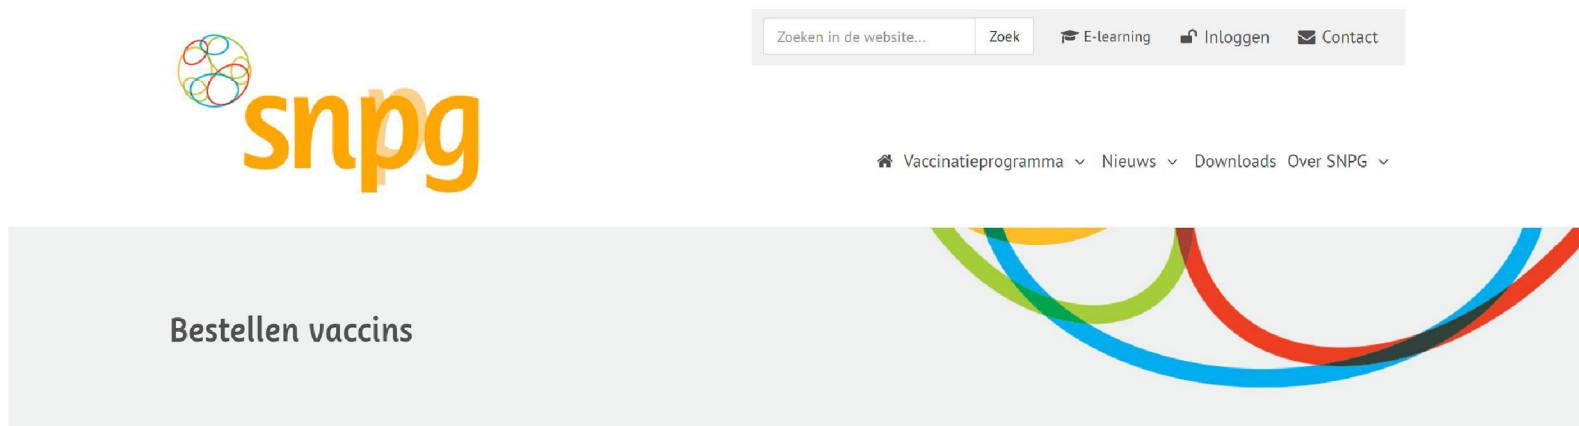 Zoeken in de website... Zoek E-learning Inloggen Contact
snpg
Vaccinatieprogramma Nieuws Downloads Over SNPG
Bestellen vaccins